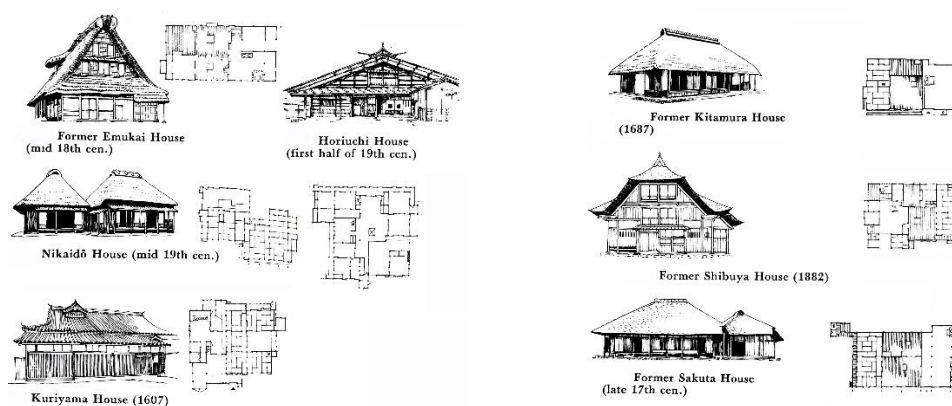 Former Emukai House
(mid 18th cen.)
Horiuchi House
(first half of 19th cen.)
Nikaidō House (mid 19th cen.)
Kuriyama House (1607)
Former Kitamura House
(1687)
Former Shibuya House (1882)
Former Sakuta House
(late 17th cen.)